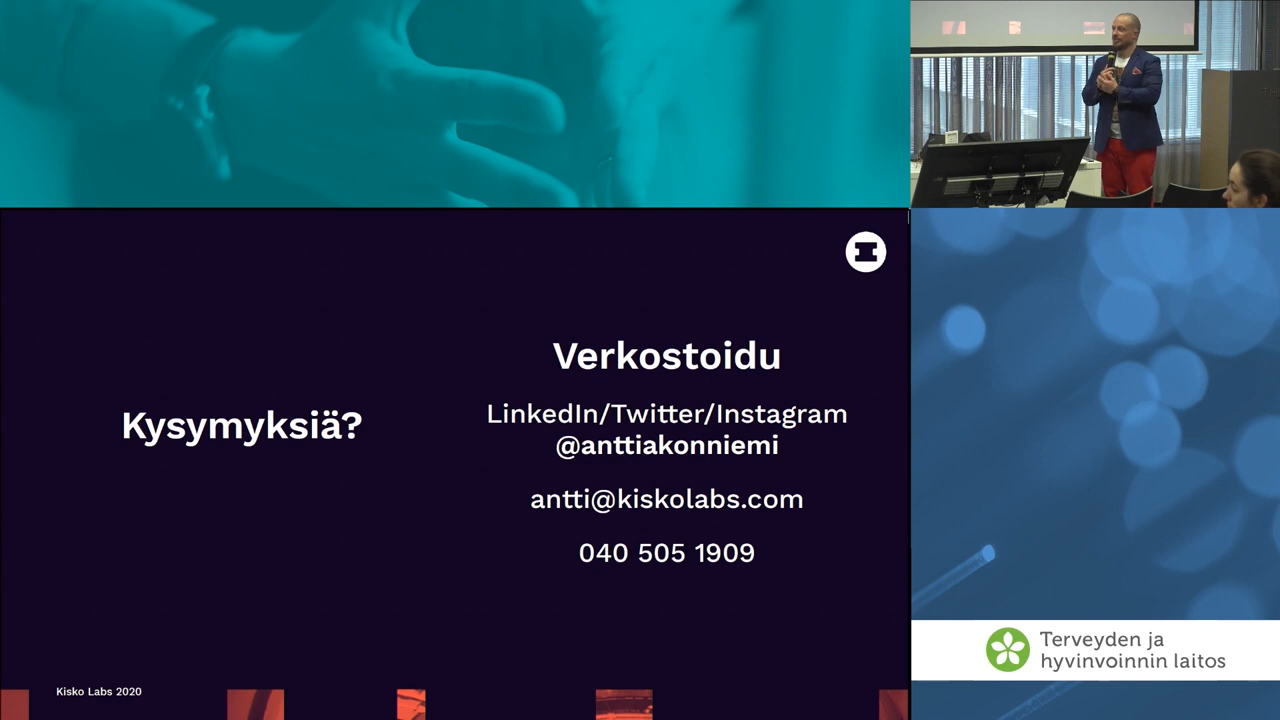 Kysymyksiä?
Verkostoidu
LinkedIn/Twitter/Instagram
@anttiakonniemi
antti@kiskolabs.com
040 505 1909
Kisko Labs 2020
Terveyden ja
hyvinvoinnin laitos